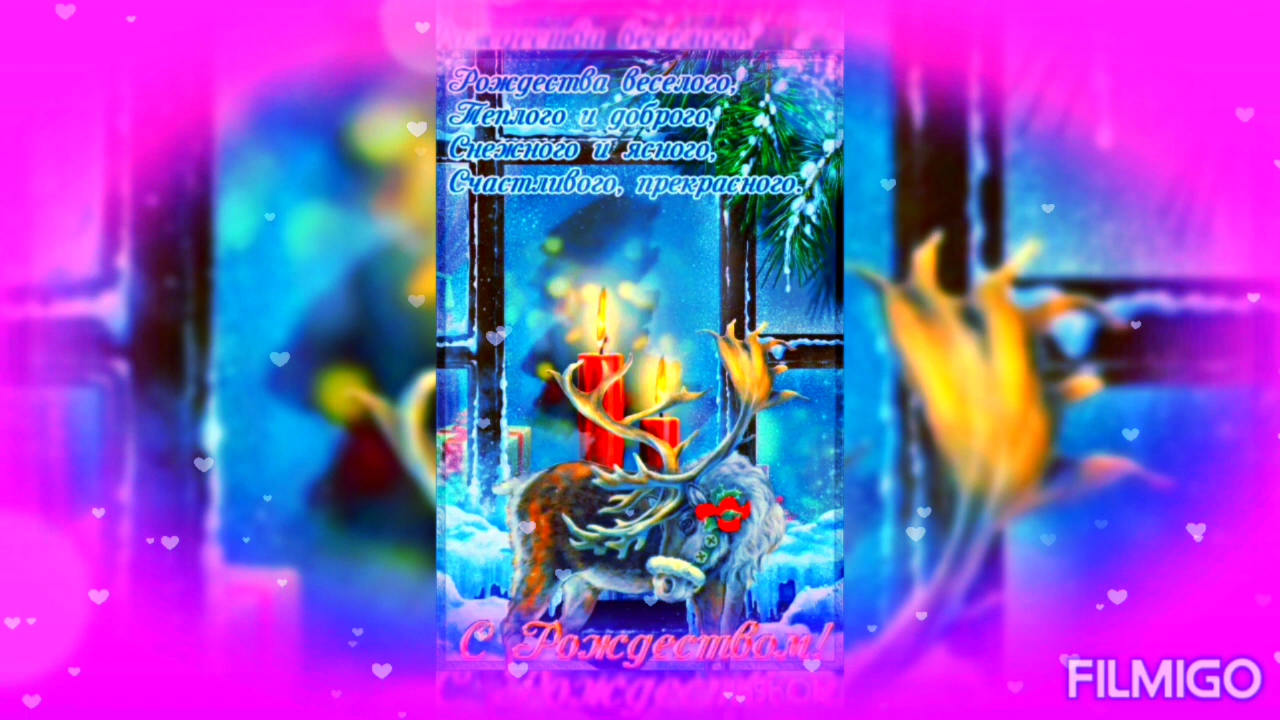 Рождества веселого,
Теплого и доброго,
Снежного и ясного,
Счастливого, прекрасного.
С Рождеством!
FILMIGO